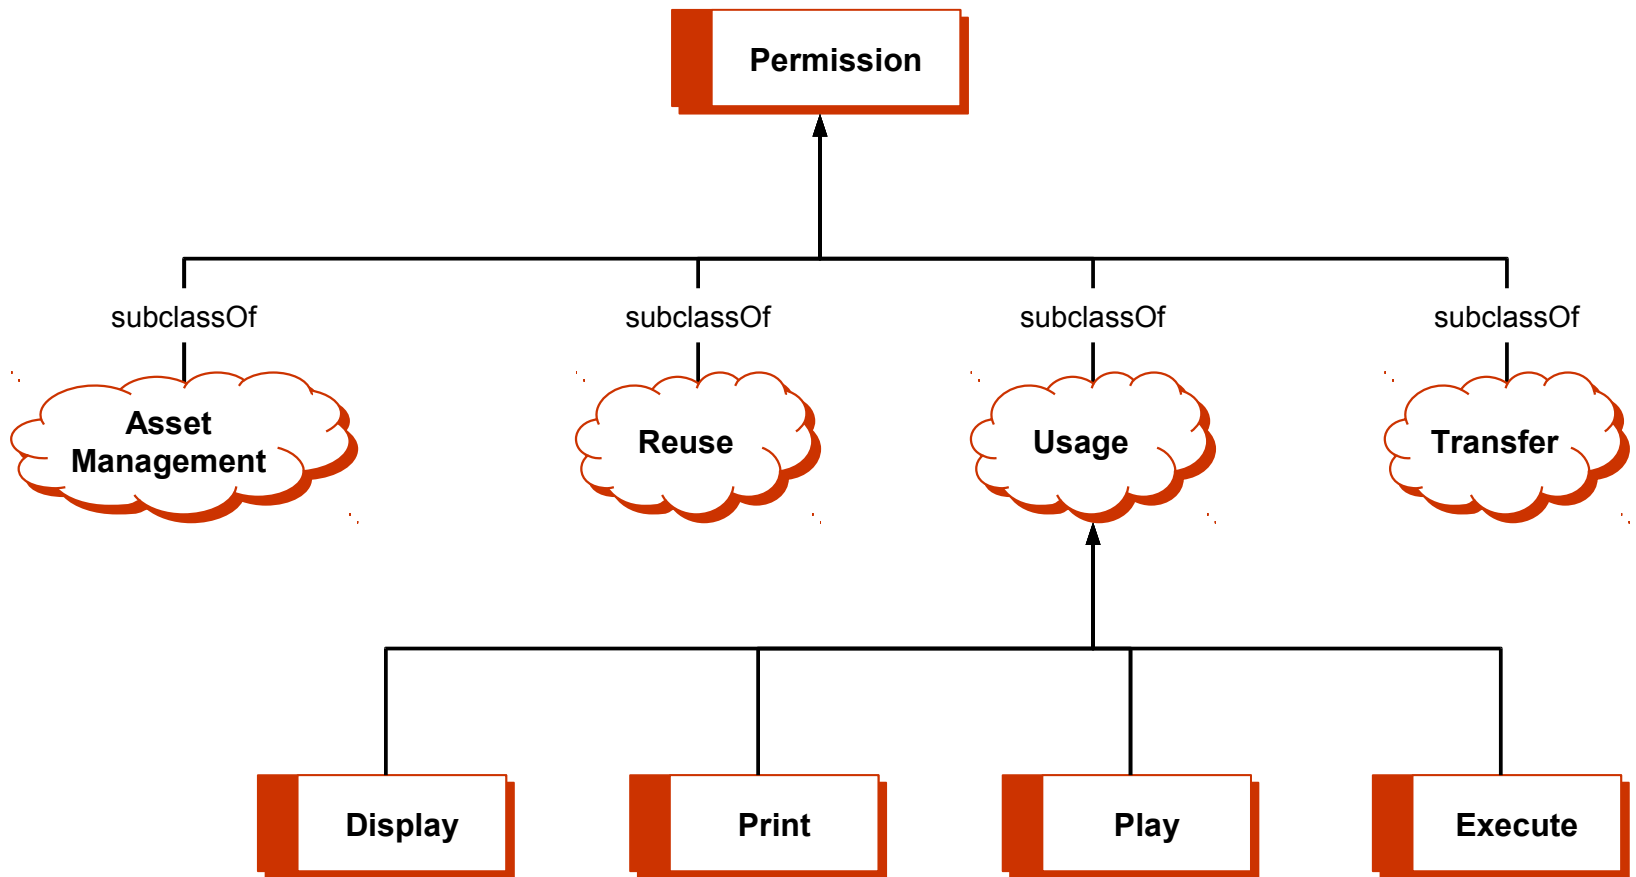 Permission
subclassOf
subclassOf
subclassOf
subclassOf
Asset
Management
Reuse
Usage
Transfer
Display
Print
Play
Execute